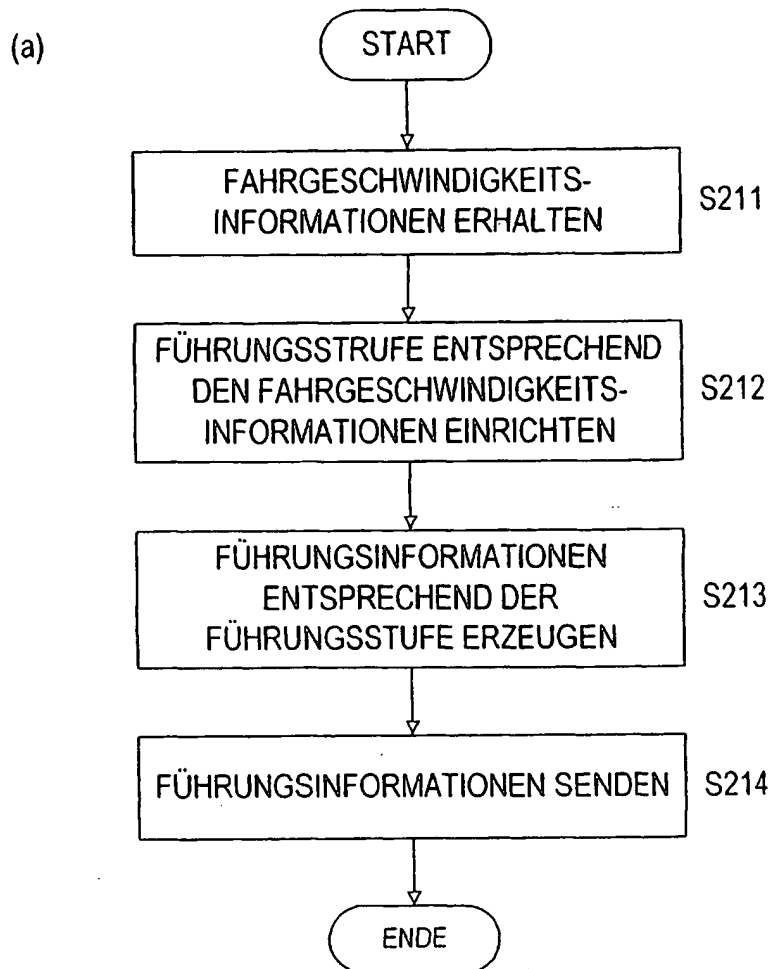 (a)
START
FAHRGESCHWINDIGKEITS-
INFORMATIONEN ERHALTEN
S211
FÜHRUNGSSTRUFE ENTSPRECHEND
DEN FAHRGESCHWINDIGKEITS-
INFORMATIONEN EINRICHTEN
S212
FÜHRUNGSINFORMATIONEN
ENTSPRECHEND DER
FÜHRUNGSSTUFE ERZEUGEN
S213
FÜHRUNGSINFORMATIONEN SENDEN
S214
ENDE